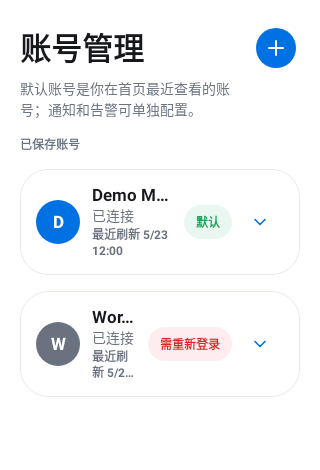 账号管理
默认账号是你在首页最近查看的账
号；通知和告警可单独配置。
已保存账号
D
Demo M...
已连接
最近刷新 5/23
12:00
默认
W
Wor...
已连接
最近刷
新 5/2...
需重新登录